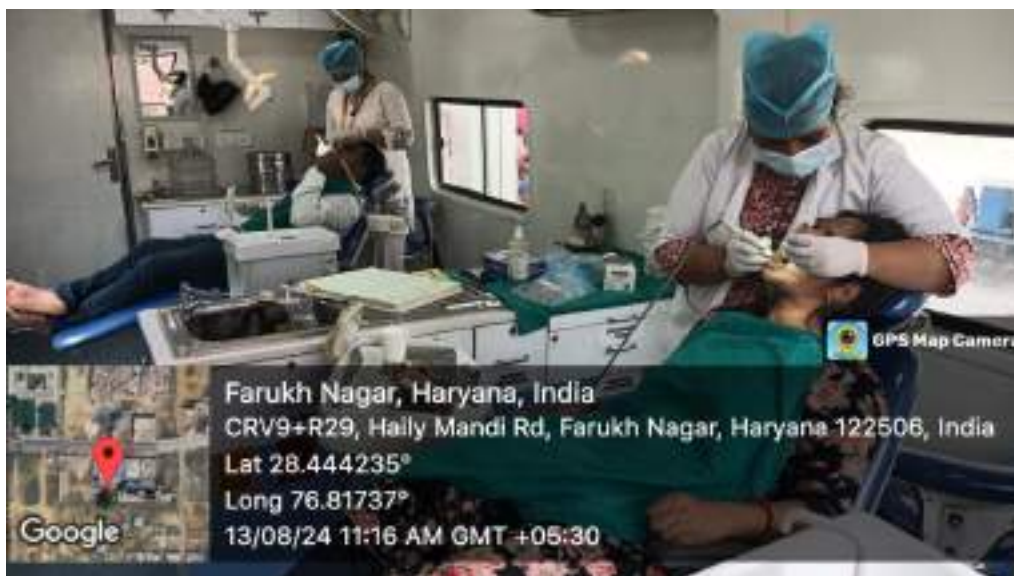 GPS Map Camera
Farukh Nagar, Haryana, India
CRV9+R29, Haily Mandi Rd, Farukh Nagar, Haryana 122506, India
Lat 28.444235°
Long 76.81737°
13/08/24 11:16 AM GMT +05:30
Google